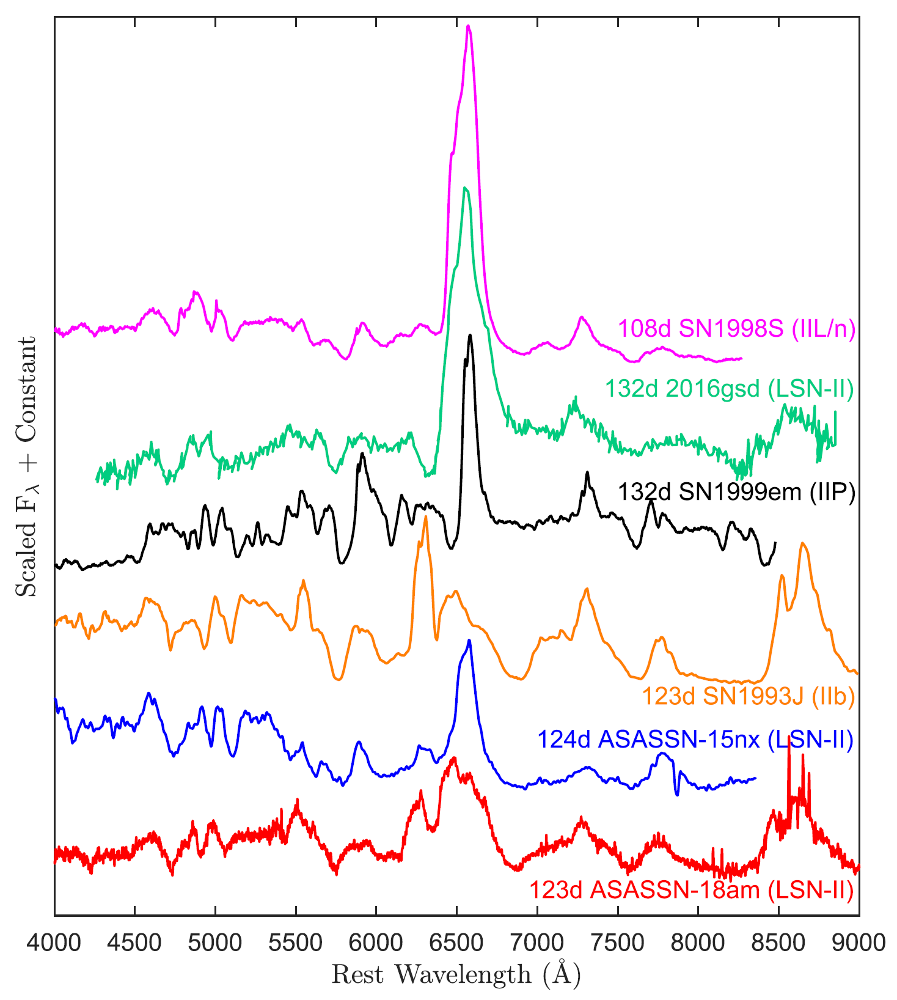 Scaled Fλ + Constant
108d SN1998S (IIL/n)
132d 2016gsd (LSN-II)
132d SN1999em (IIP)
123d SN1993J (IIb)
124d ASASSN-15nx (LSN-II)
123d ASASSN-18am (LSN-II)
4000 4500 5000 5500 6000 6500 7000 7500 8000 8500 9000
Rest Wavelength (Å)